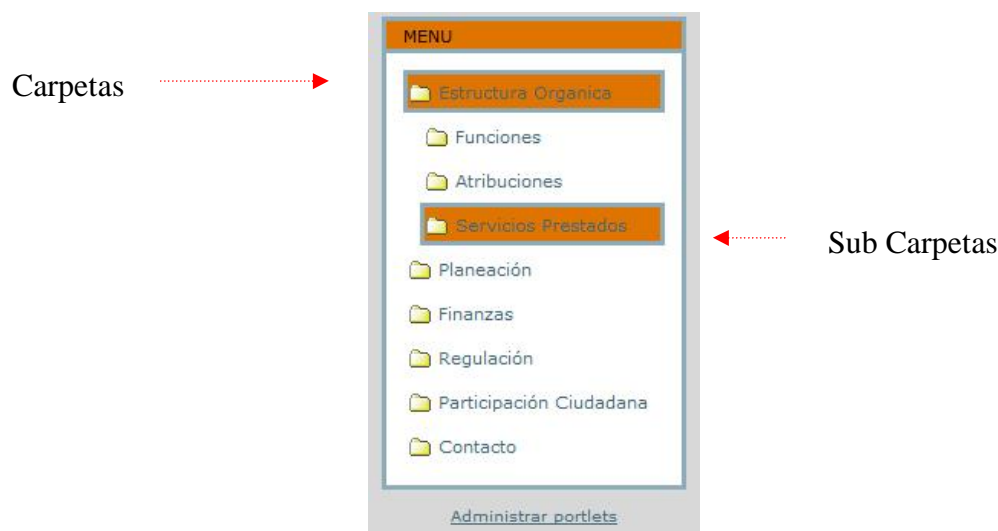 MENU
Carpetas
Estructura Organica
Funciones
Atribuciones
Servicios Prestados
Sub Carpetas
Planeación
Finanzas
Regulación
Participación Ciudadana
Contacto
Administrar portlets